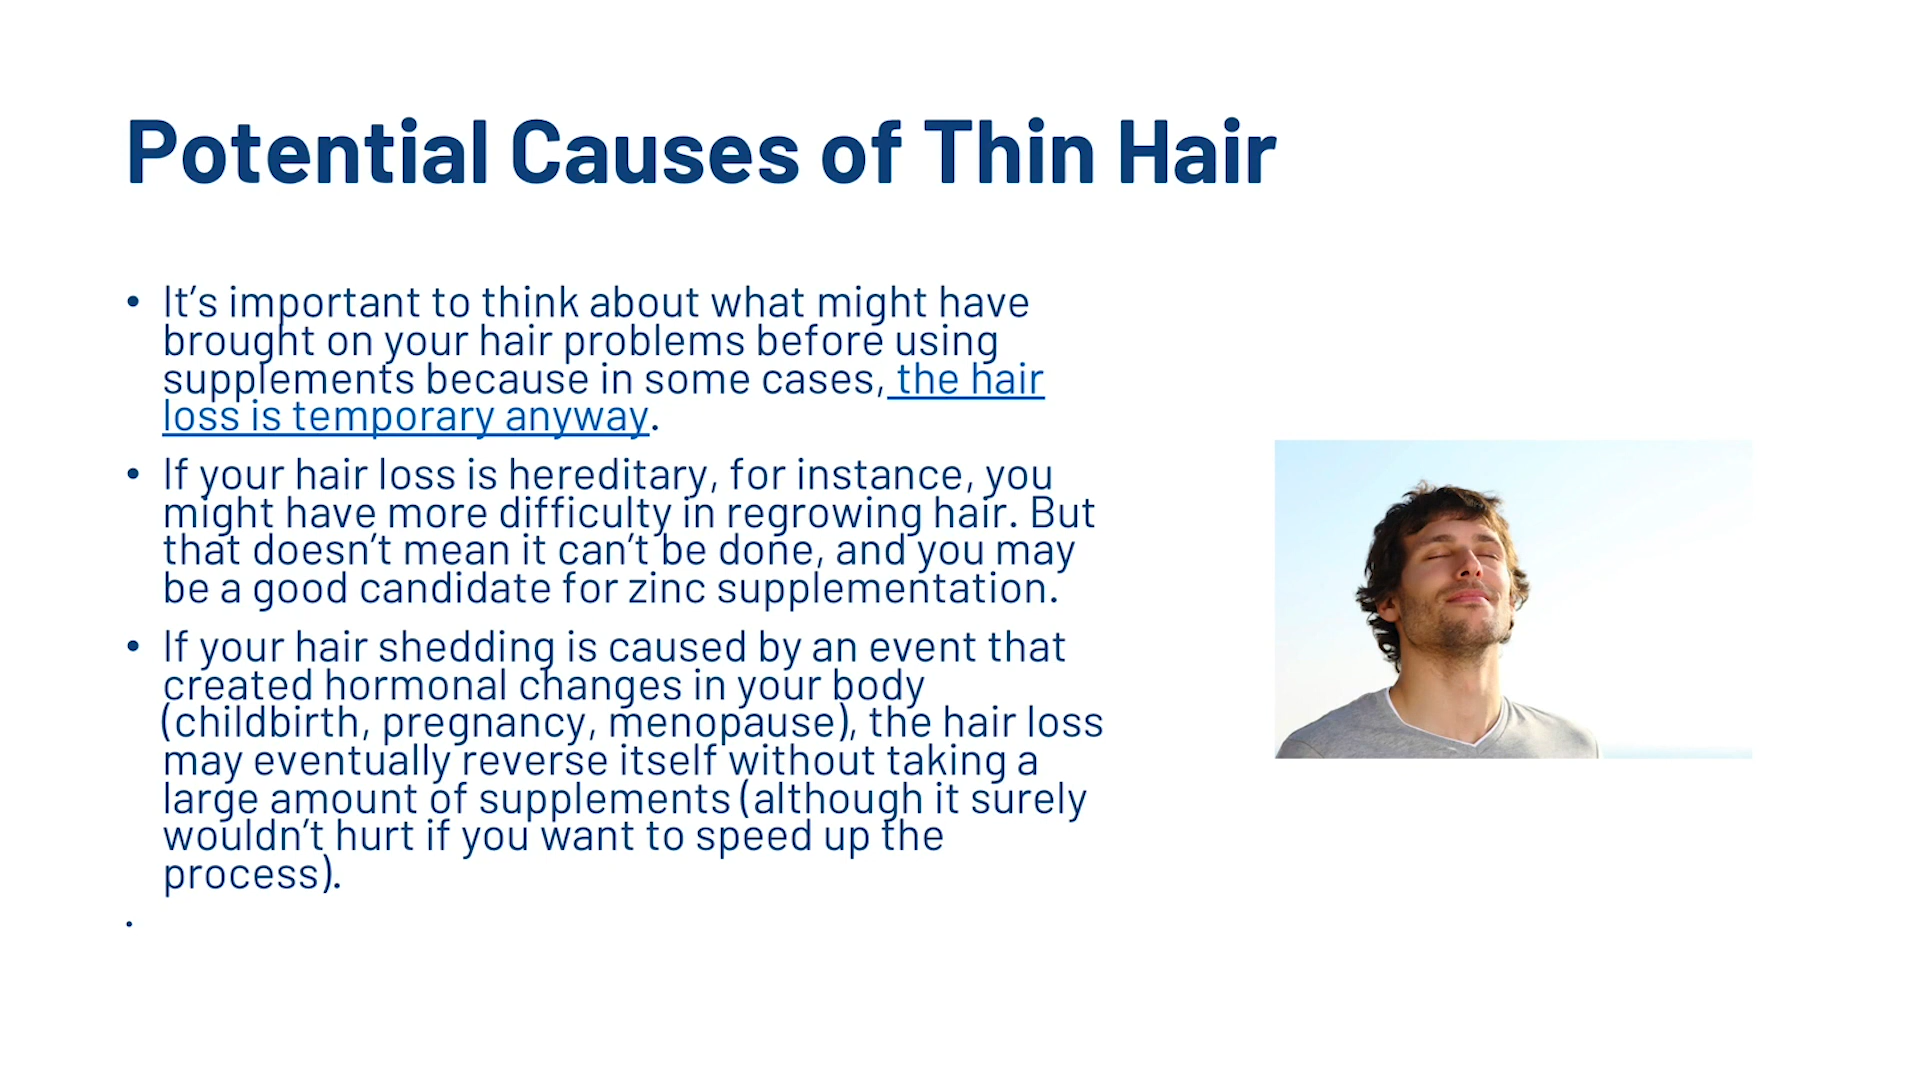 Potential Causes of Thin Hair
• It’s important to think about what might have
brought on your hair problems before using
supplements because in some cases, the hair
loss is temporary anyway.
• If your hair loss is hereditary, for instance, you
might have more difficulty in regrowing hair. But
that doesn’t mean it can’t be done, and you may
be a good candidate for zinc supplementation.
• If your hair shedding is caused by an event that
created hormonal changes in your body
(childbirth, pregnancy, menopause), the hair loss
may eventually reverse itself without taking a
large amount of supplements (although it surely
wouldn’t hurt if you want to speed up the
process).
•